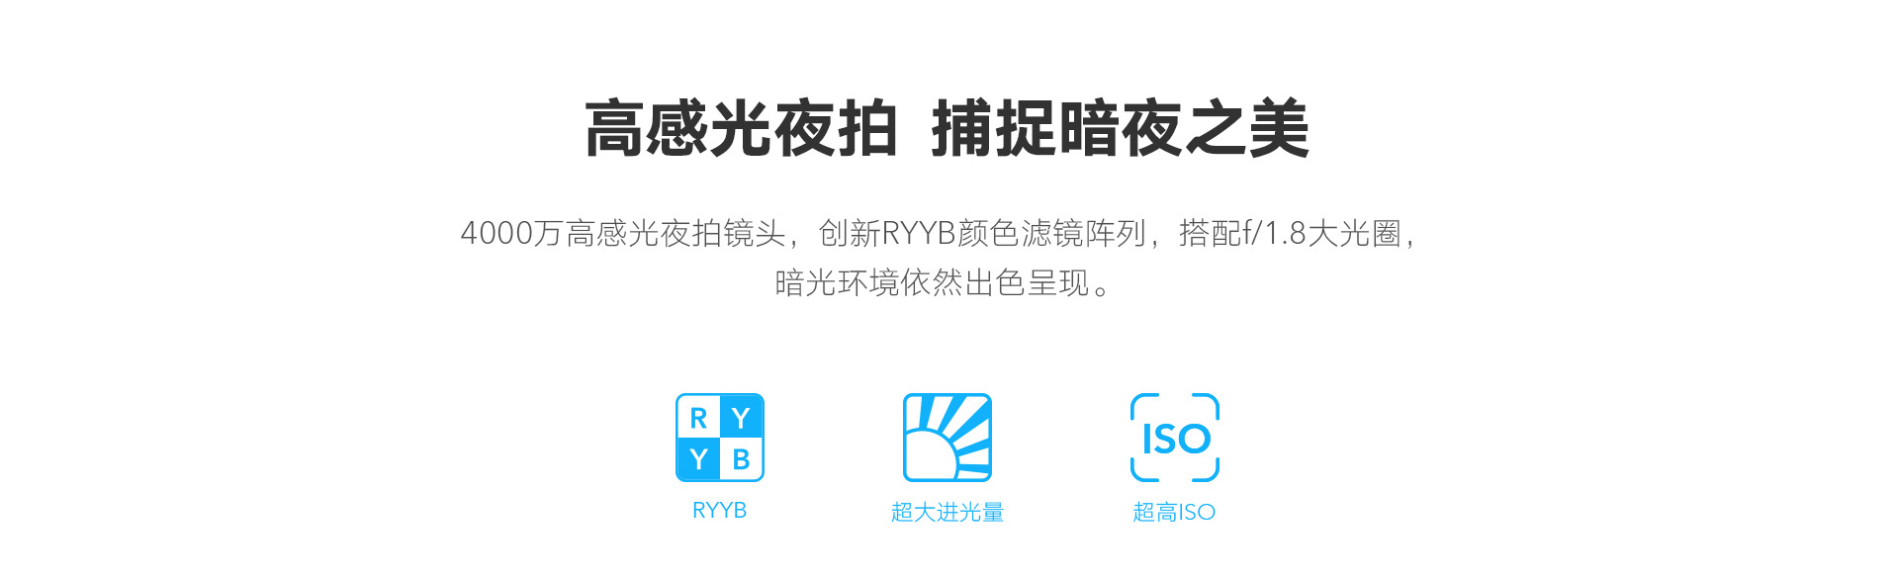 高感光夜拍 捕捉暗夜之美
4000万高感光夜拍镜头，创新RYYB颜色滤镜阵列，搭配f/1.8大光圈，
暗光环境依然出色呈现。
R Y
Y B
ISO
RYYB
超大进光量
超高ISO